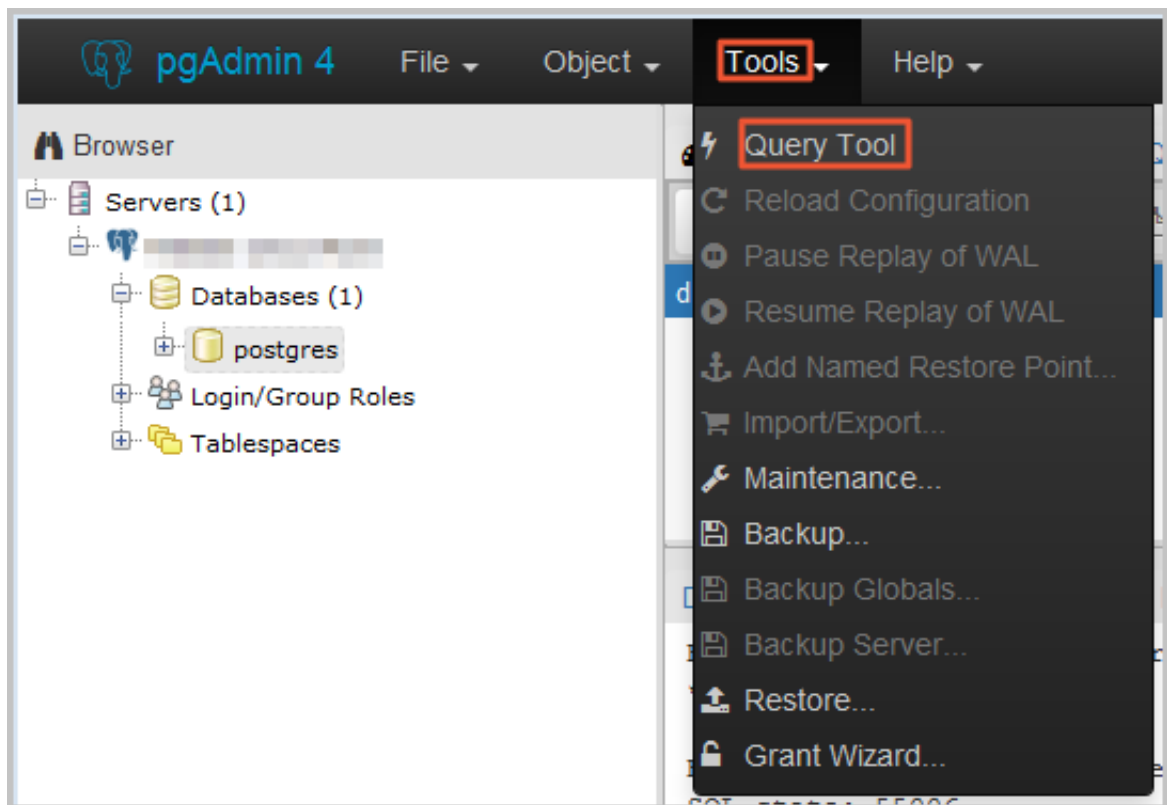 pgAdmin 4 File Object Tools Help
Browser
Servers (1)
Databases (1)
postgres
Login/Group Roles
Tablespaces
Query Tool
Reload Configuration
Pause Replay of WAL
Resume Replay of WAL
Add Named Restore Point...
Import/Export...
Maintenance...
Backup...
Backup Globals...
Backup Server...
Restore...
Grant Wizard...